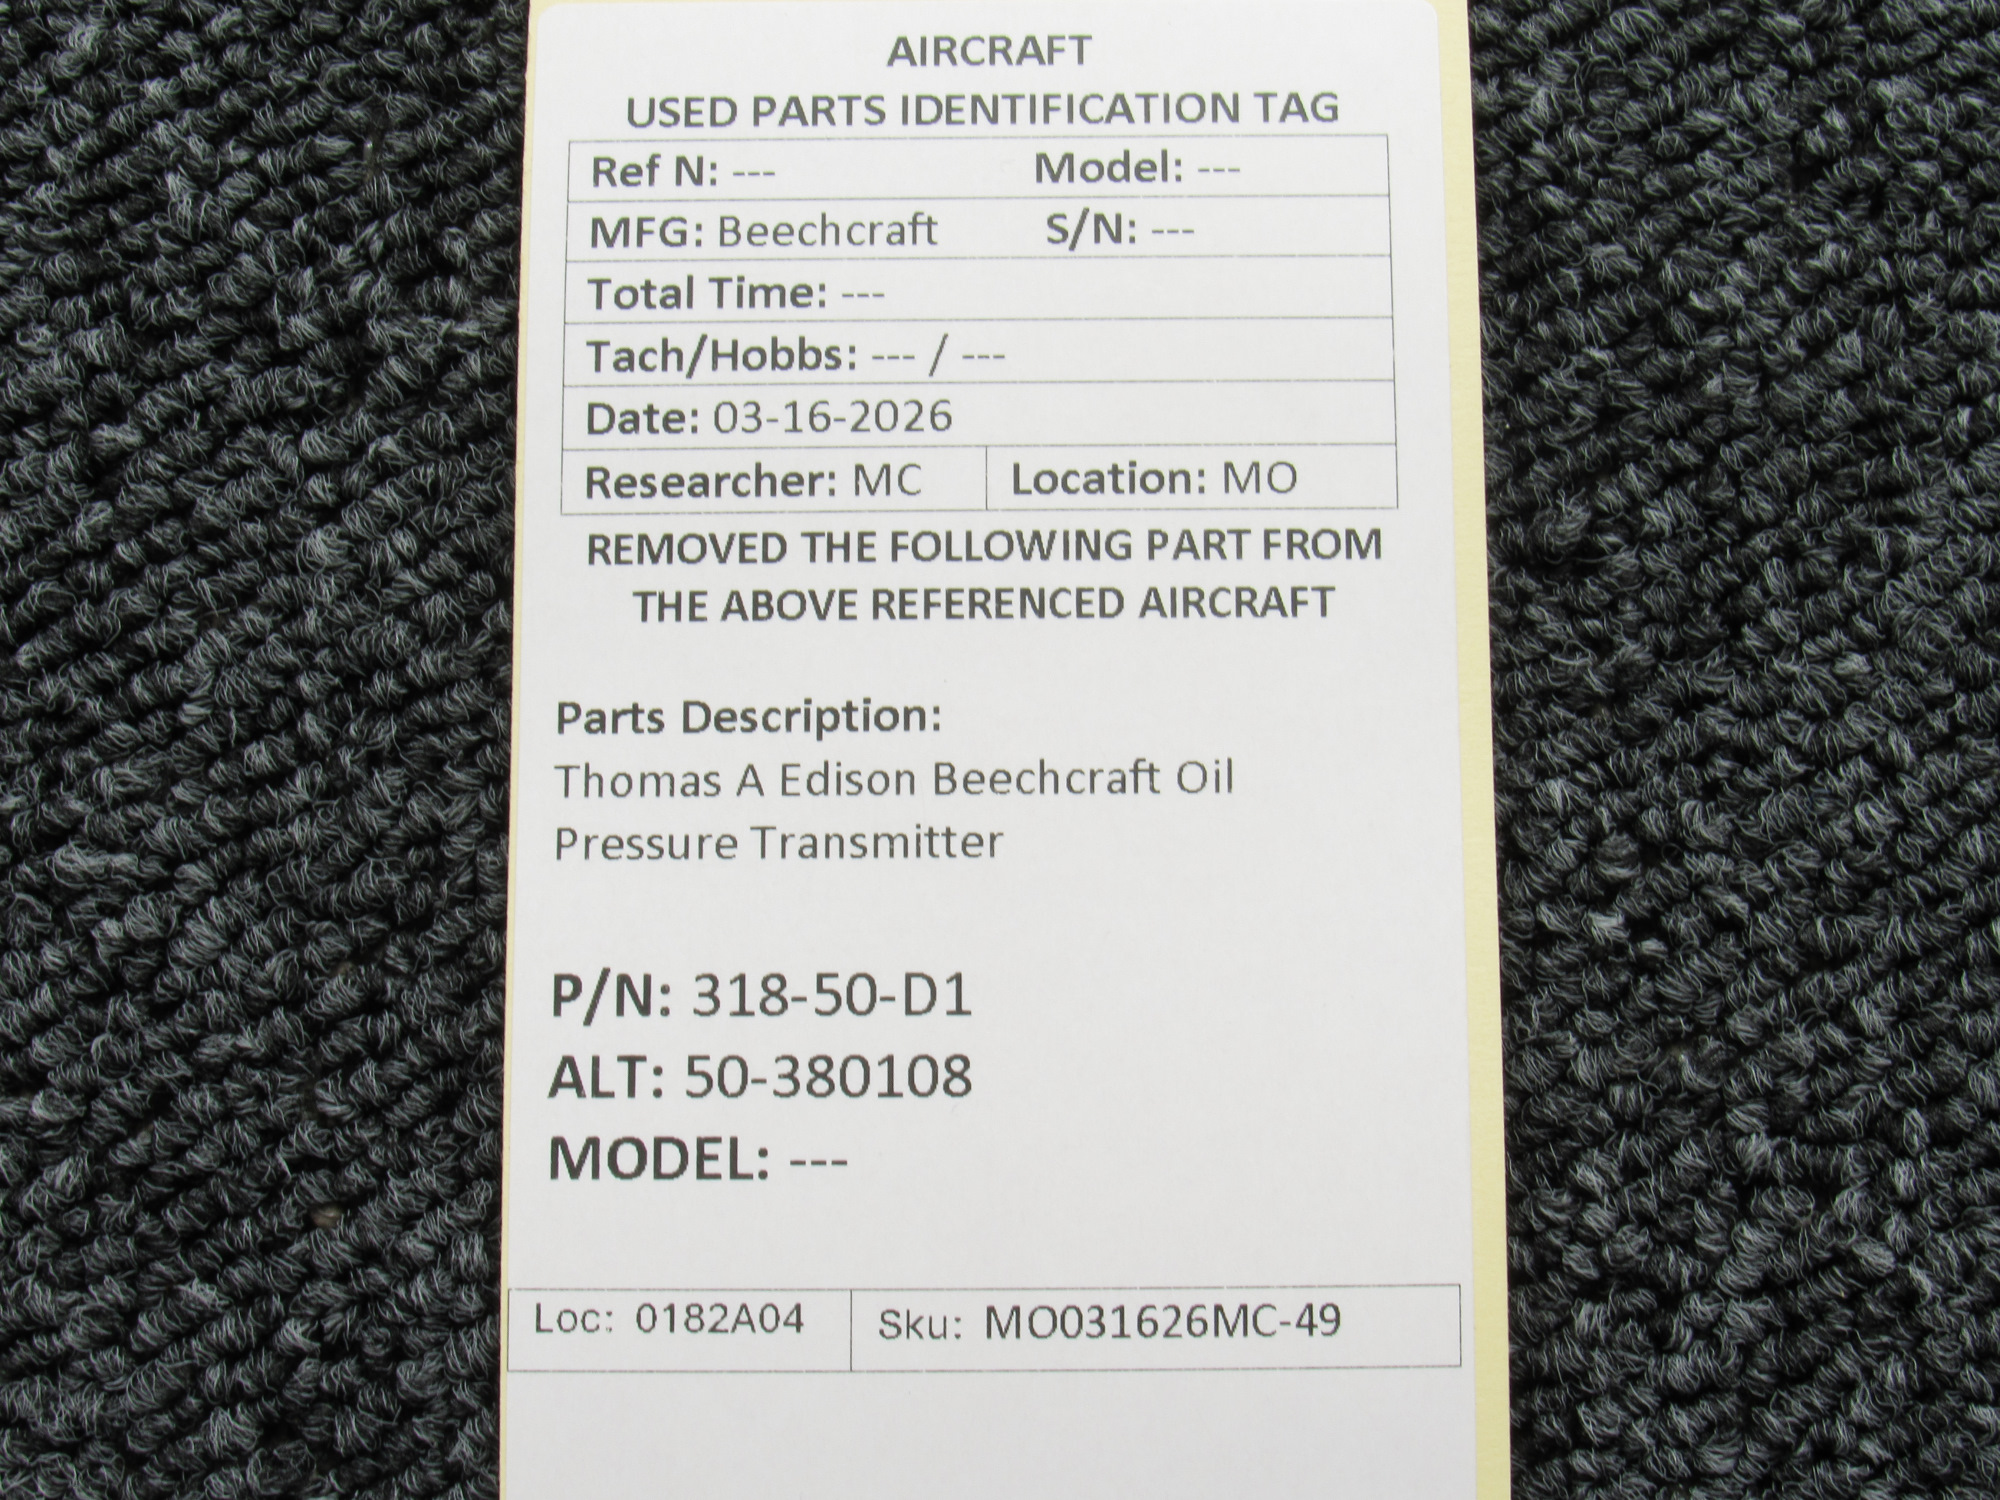 AIRCRAFT
USED PARTS IDENTIFICATION TAG
Ref N: --- Model: ---
MFG: Beechcraft S/N: ---
Total Time: ---
Tach/Hobbs: --- / ---
Date: 03-16-2026
Researcher: MC Location: MO
REMOVED THE FOLLOWING PART FROM
THE ABOVE REFERENCED AIRCRAFT
Parts Description:
Thomas A Edison Beechcraft Oil
Pressure Transmitter
P/N: 318-50-D1
ALT: 50-380108
MODEL: ---
Loc: 0182A04 Sku: MO031626MC-49